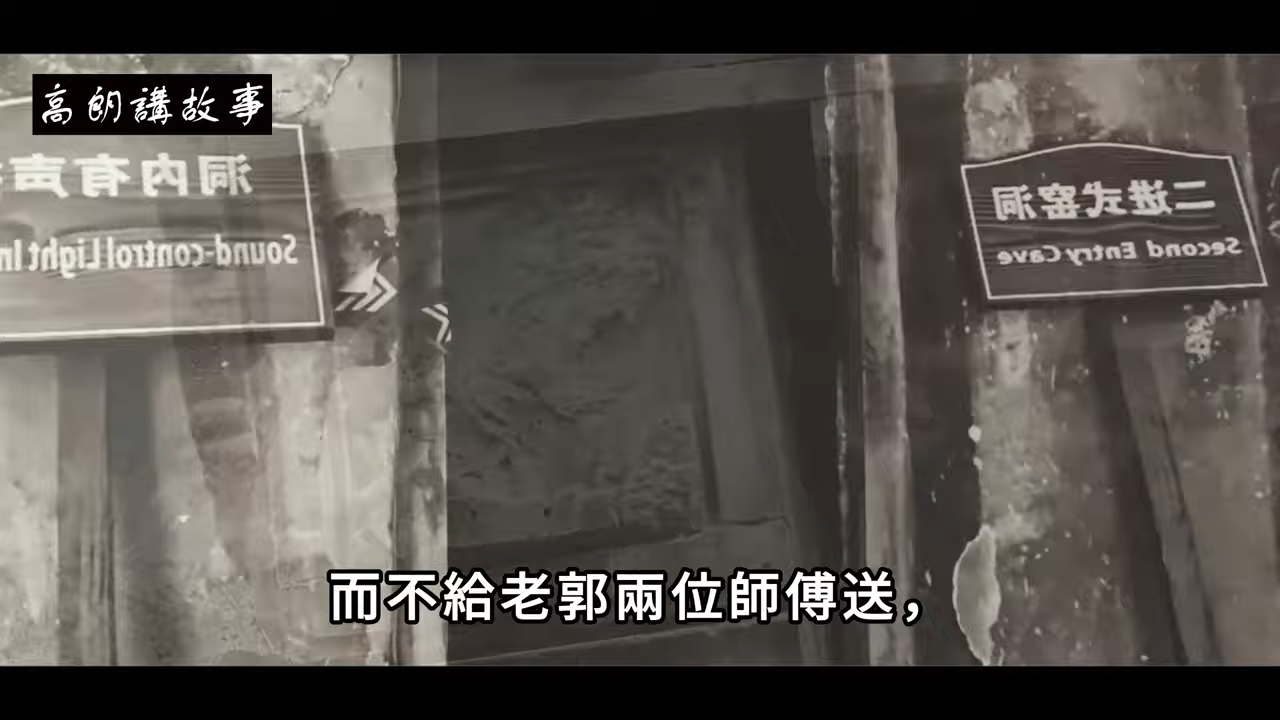 高朗講故事
洞内有声
Sound-control Light In
二进式窑洞
Second Entry Cave
而不給老郭兩位師傅送，